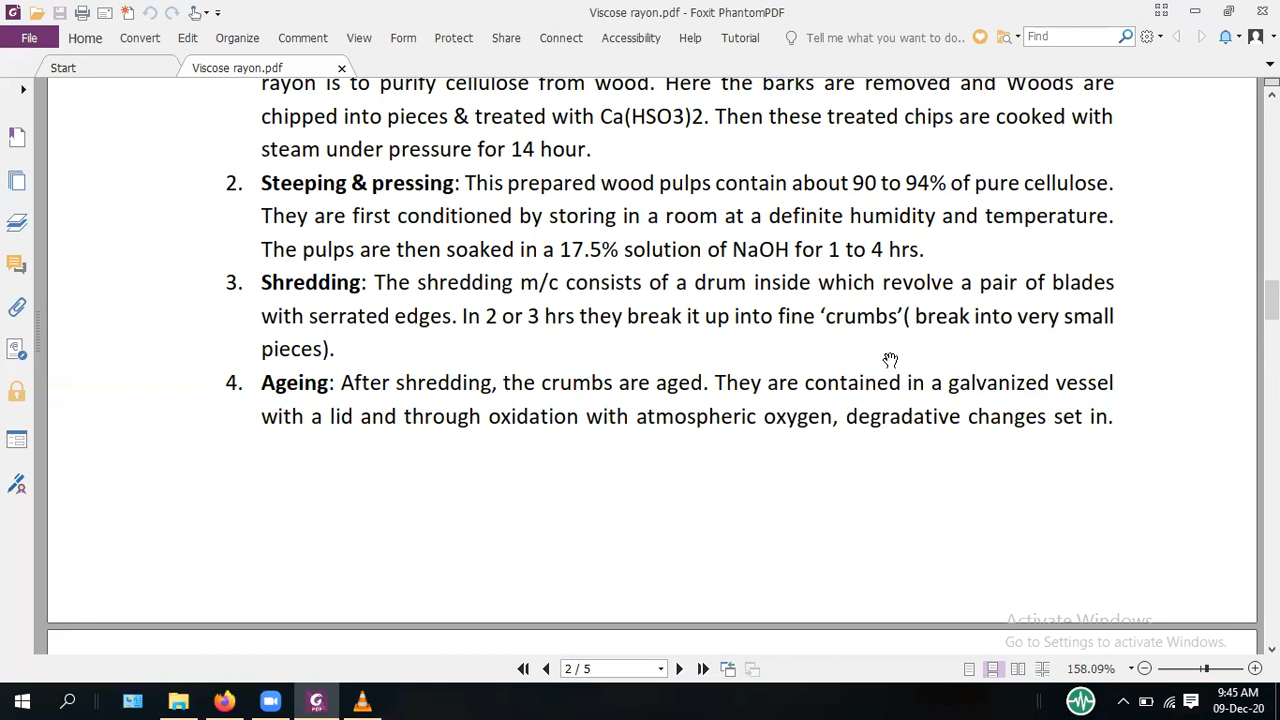 Viscose rayon.pdf - Foxit PhantomPDF
File Home Convert Edit Organize Comment View Form Protect Share Connect Accessibility Help Tutorial Tell me what you want to do.. Find
Start Viscose rayon.pdf
rayon is to purify cellulose from wood. Here the barks are removed and Woods are
chipped into pieces & treated with Ca(HSO3)2. Then these treated chips are cooked with
steam under pressure for 14 hour.
2. Steeping & pressing: This prepared wood pulps contain about 90 to 94% of pure cellulose.
They are first conditioned by storing in a room at a definite humidity and temperature.
The pulps are then soaked in a 17.5% solution of NaOH for 1 to 4 hrs.
3. Shredding: The shredding m/c consists of a drum inside which revolve a pair of blades
with serrated edges. In 2 or 3 hrs they break it up into fine ‘crumbs’( break into very small
pieces).
4. Ageing: After shredding, the crumbs are aged. They are contained in a galvanized vessel
with a lid and through oxidation with atmospheric oxygen, degradative changes set in.
Activate Windows
Go to Settings to activate Windows.
2 / 5
158.09%
9:45 AM
09-Dec-20